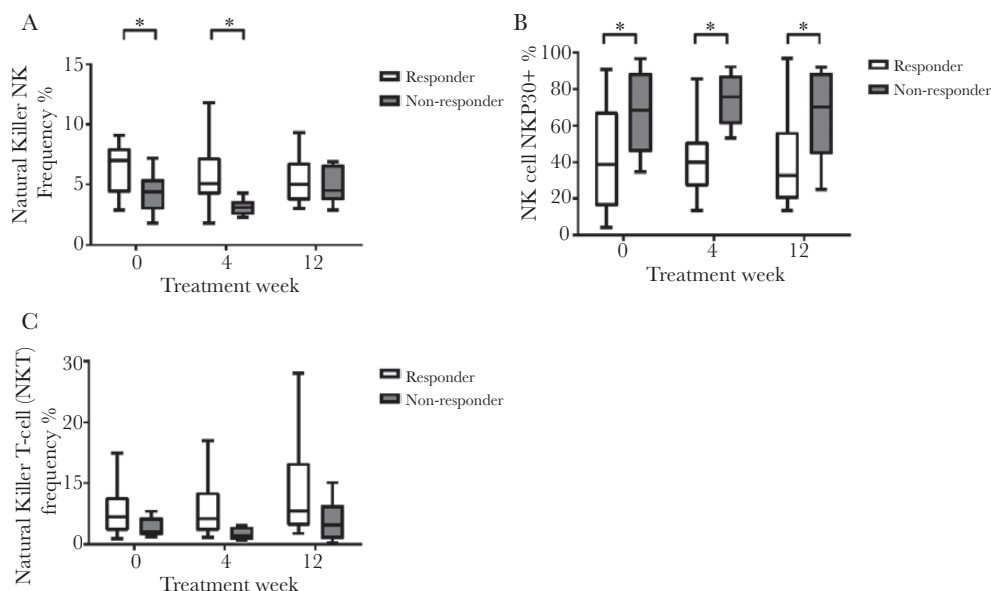 A
Natural Killer NK
Frequency %
15
10
5
0
*
*
Responder
Non-responder
0
4
12
Treatment week
B
NK cell NKP30+ %
100
80
60
40
20
0
*
*
*
Responder
Non-responder
0
4
12
Treatment week
C
Natural Killer T-cell (NKT)
frequency %
30
20
15
0
Responder
Non-responder
0
4
12
Treatment week